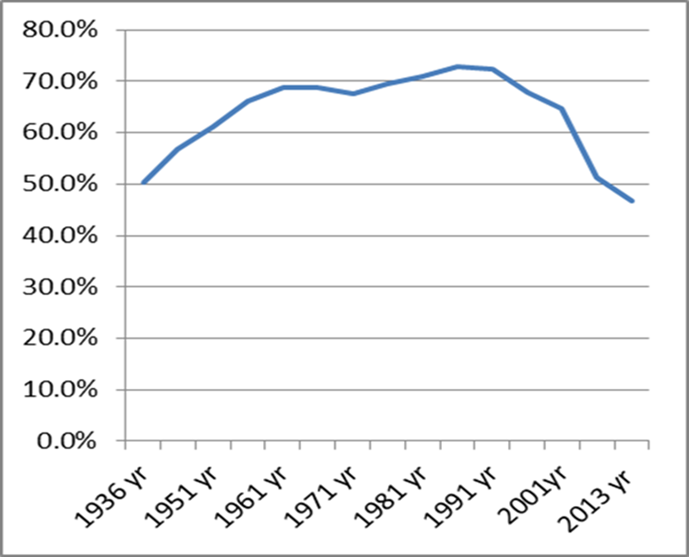 80.0%
70.0%
60.0%
50.0%
40.0%
30.0%
20.0%
10.0%
0.0%
1936 yr
1951 yr
1961 yr
1971 yr
1981 yr
1991 yr
2001yr
2013 yr